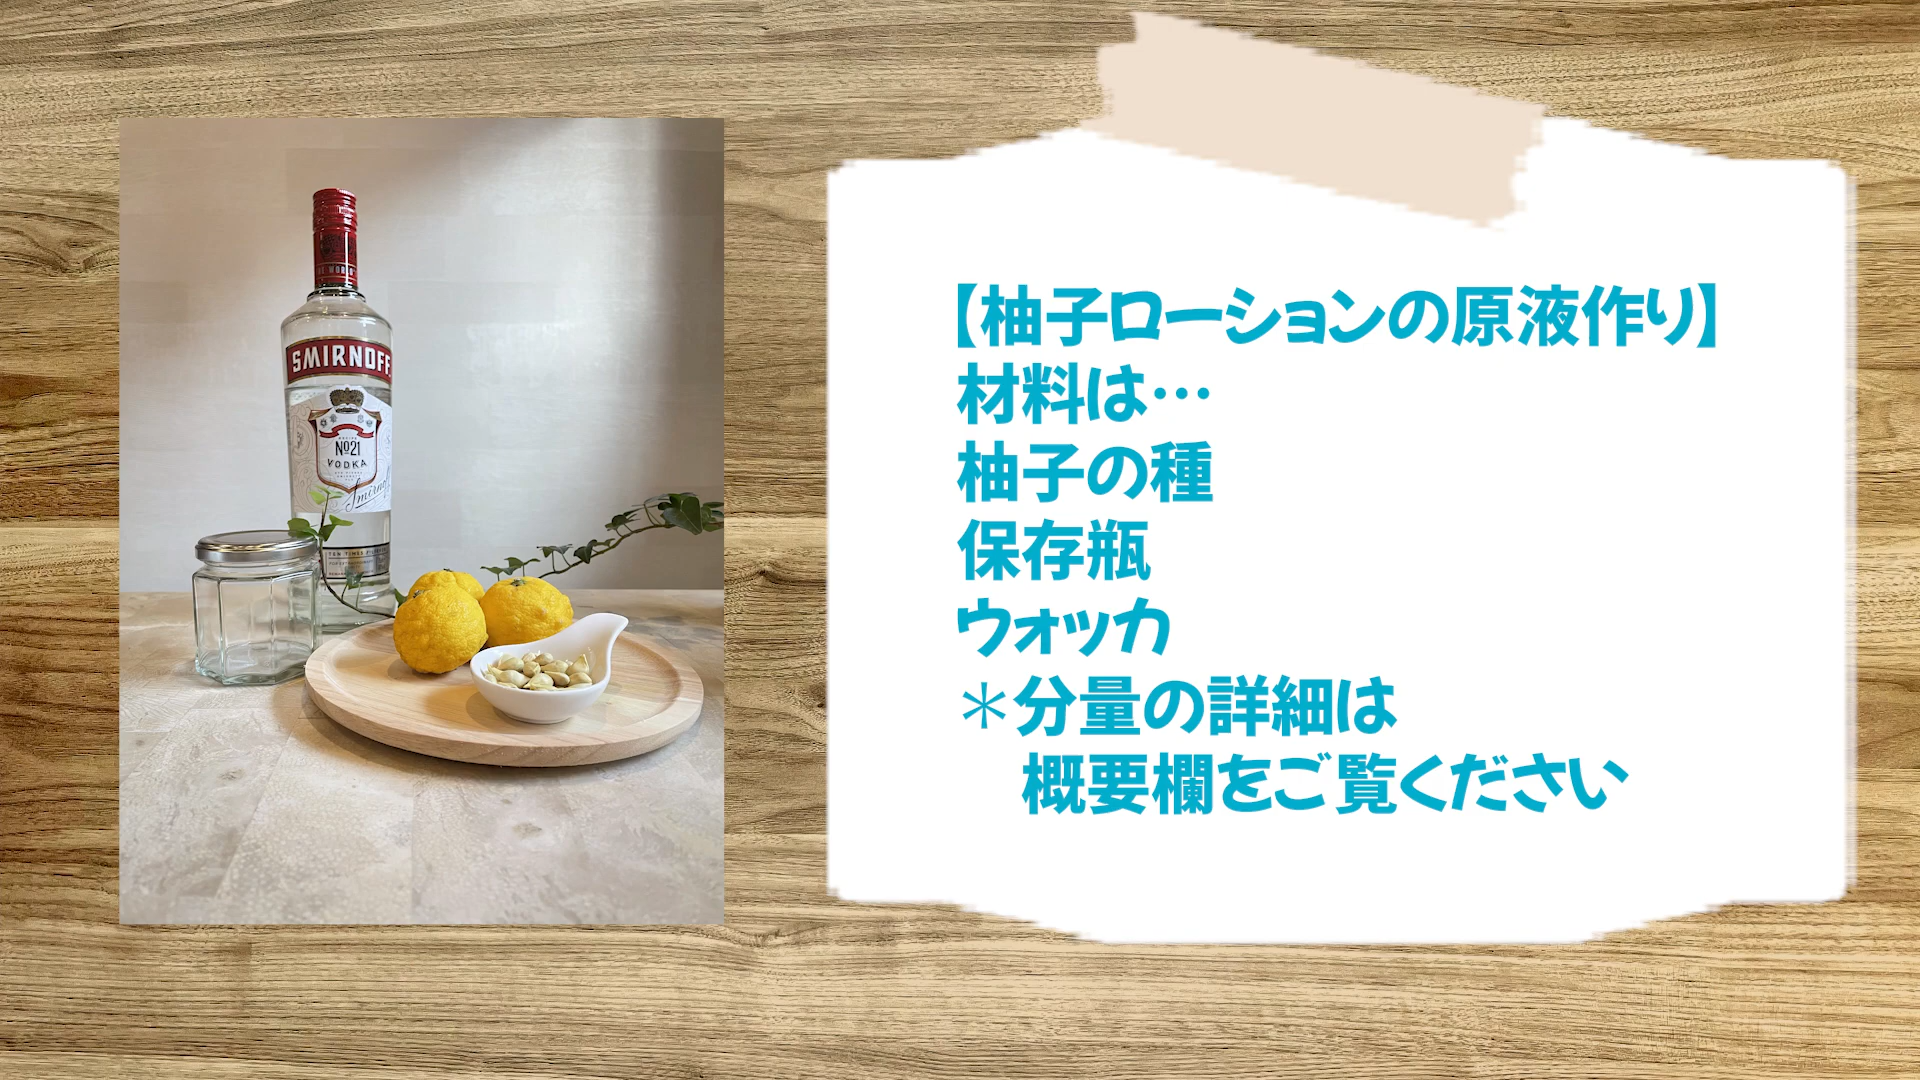 【柚子ローションの原液作り】
材料は…
柚子の種
保存瓶
ウォッカ
＊分量の詳細は
概要欄をご覧ください
SMIRNOFF
No21
VODKA
Smirnoff